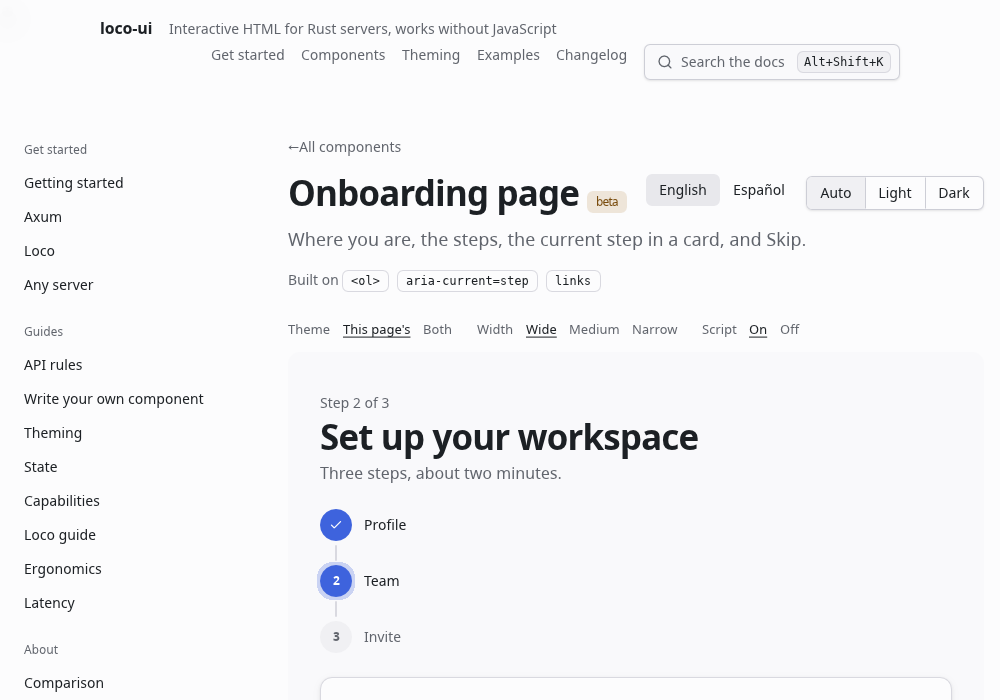 loco-ui Interactive HTML for Rust servers, works without JavaScript
Get started Components Theming Examples Changelog Search the docs Alt+Shift+K
Get started
Getting started
Axum
Loco
Any server
Guides
API rules
Write your own component
Theming
State
Capabilities
Loco guide
Ergonomics
Latency
About
Comparison
←All components
Onboarding page beta English Español Auto Light Dark
Where you are, the steps, the current step in a card, and Skip.
Built on <ol> aria-current=step links
Theme This page's Both Width Wide Medium Narrow Script On Off
Step 2 of 3
Set up your workspace
Three steps, about two minutes.
Profile
2 Team
3 Invite